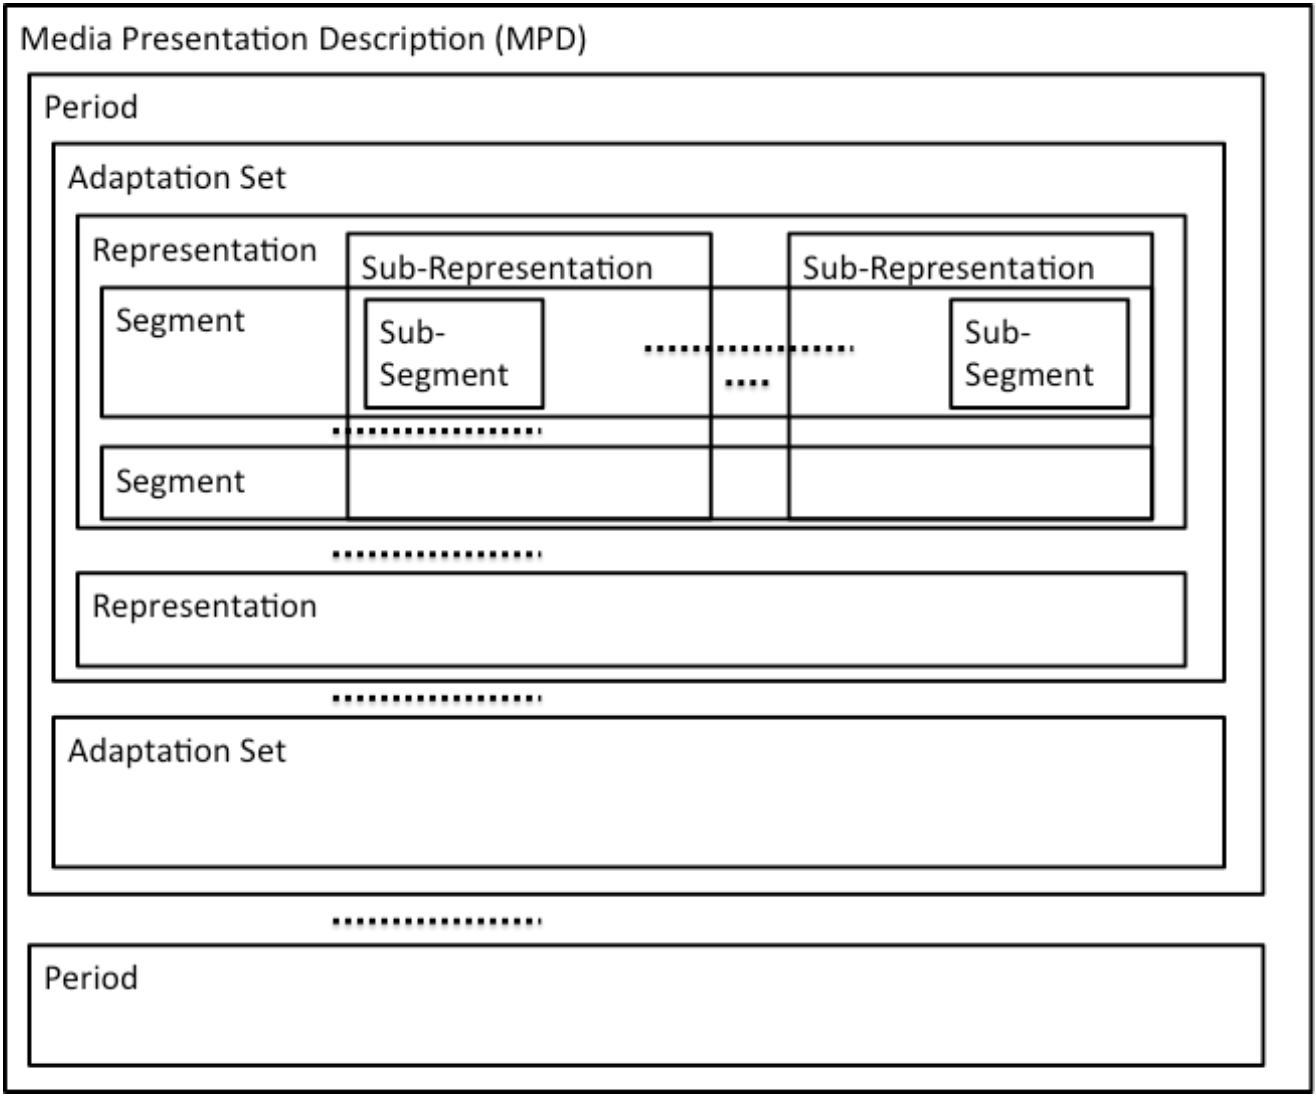 Media Presentation Description (MPD)
Period
Adaptation Set
Representation
Sub-Representation
Sub-Representation
Segment
Sub-
Segment
Sub-
Segment
Segment
Representation
Adaptation Set
Period